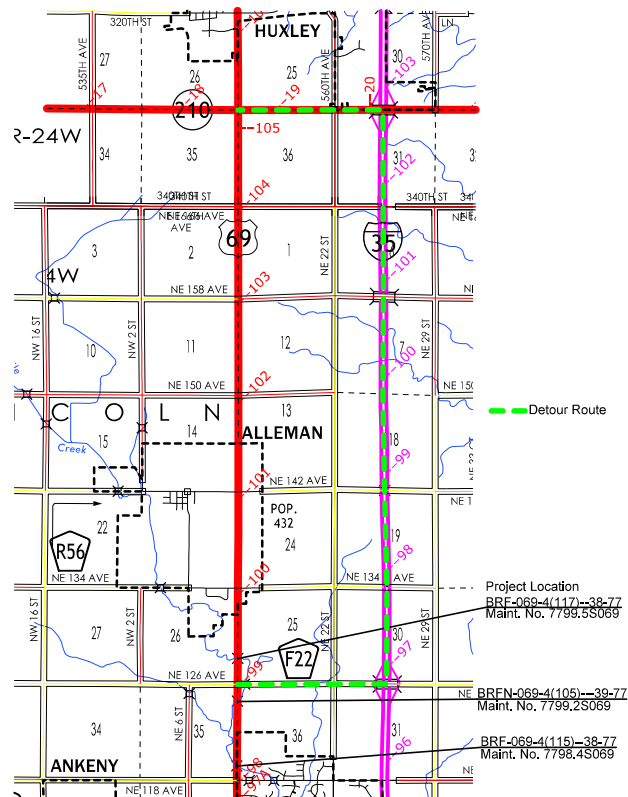 320TH ST
HUXLEY
LN
535TH AVE
560TH AVE
570TH AVE
27
26
25
30
103
17
18
19
20
210
105
R-24W
34
35
36
31
102
340TH ST
104
NE 166 AVE
AVE
340TH ST
69
35
3
2
1
NE 22 ST
101
4W
103
NE 158 AVE
NW 16 ST
NW 2 ST
10
11
12
7
100
NE 29 ST
NE 150 AVE
102
NE 150
C O L N
13
Detour Route
15
14
ALLEMAN
18
Creek
99
101
NE 142 AVE
POP.
432
22
24
19
R56
98
NE 134 AVE
100
NE 134 AVE
Project Location
BRF-069-4(117)--38-77
Maint. No. 7799.5S069
NW 16 ST
NW 2 ST
27
26
25
NE 22 ST
30
NE 29 ST
97
F22
99
NE 126 AVE
NE
BRFN-069-4(105)--39-77
Maint. No. 7799.2S069
34
NE 6 ST
35
36
31
96
BRF-069-4(115)--38-77
Maint. No. 7798.4S069
98
97A
ANKENY
NE 118 AVE
NE